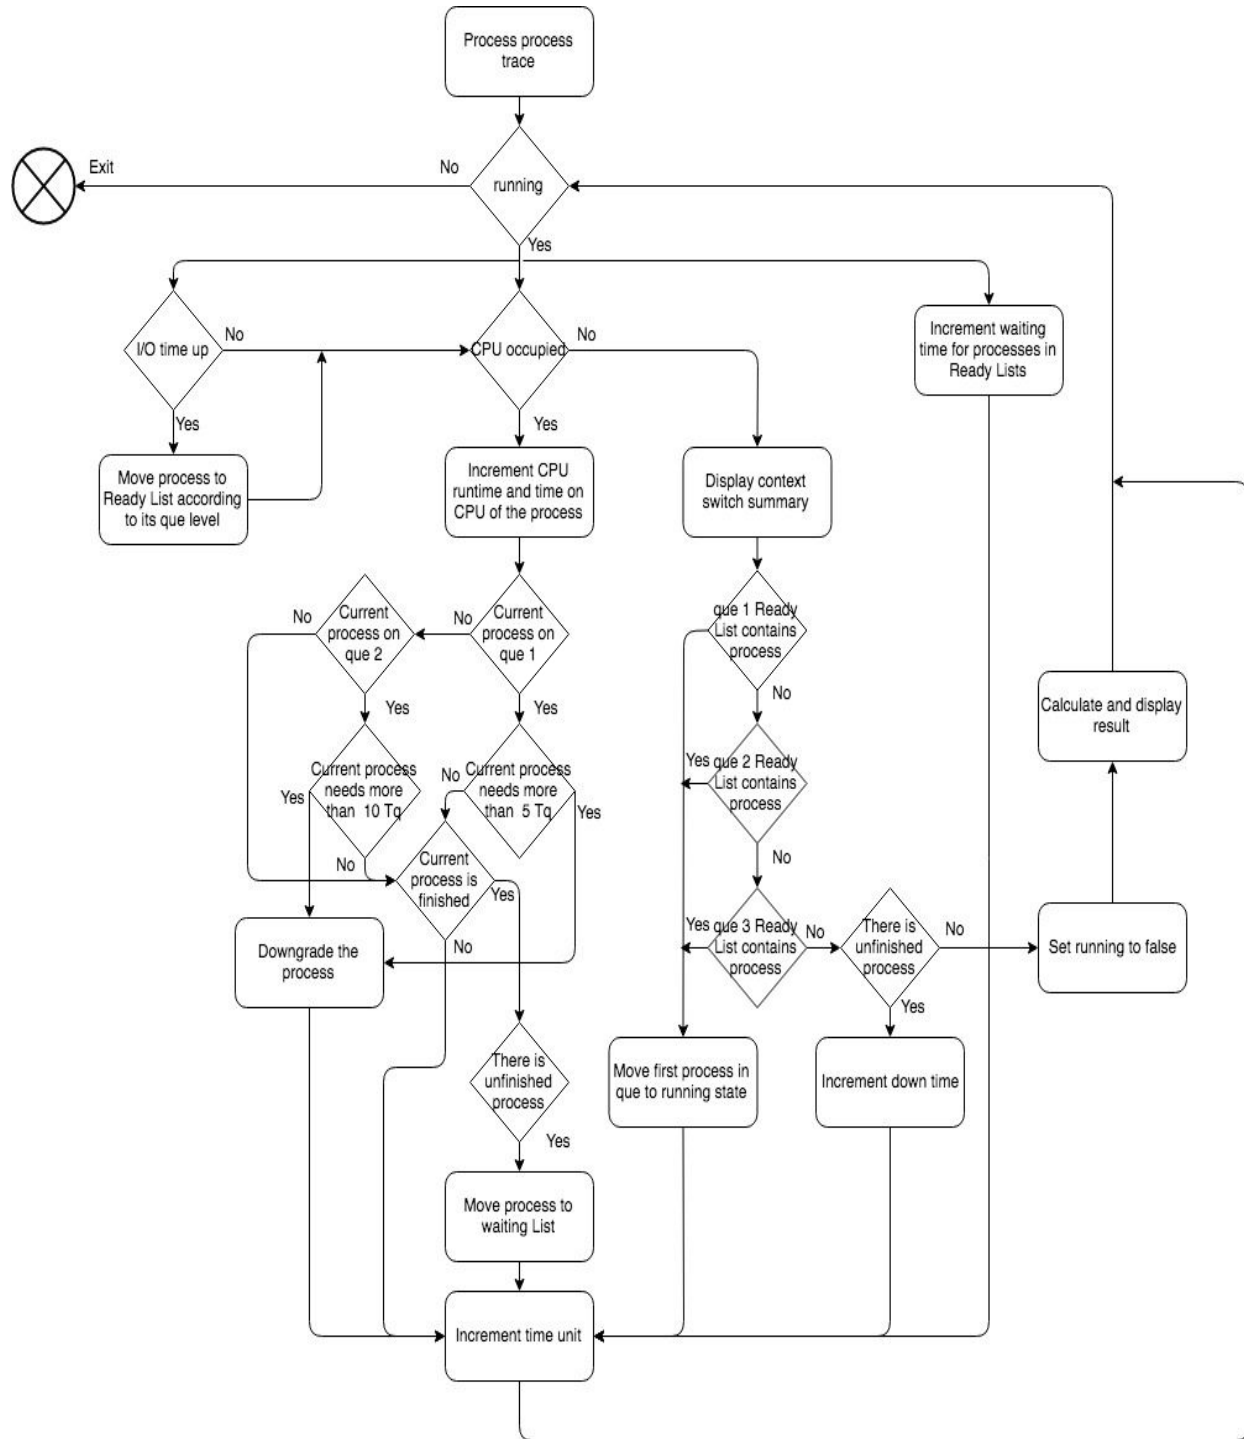 Process process
trace
Exit
No
running
Yes
I/O time up
No
CPU occupied
No
Increment waiting
time for processes in
Ready Lists
Yes
Yes
Move process to
Ready List according
to its que level
Increment CPU
runtime and time on
CPU of the process
Display context
switch summary
No
Current
process on
que 2
No
Current
process on
que 1
que 1 Ready
List contains
process
Yes
Yes
No
Calculate and display
result
Current process
needs more
than 10 Tq
Yes
No
Current process
needs more
than 5 Tq
Yes
Yes
que 2 Ready
List contains
process
No
No
Current
process is
finished
Yes
No
Yes
que 3 Ready
List contains
process
No
There is
unfinished
process
No
Set running to false
Downgrade the
process
Yes
There is
unfinished
process
Yes
Move first process in
que to running state
Increment down time
Move process to
waiting List
Increment time unit